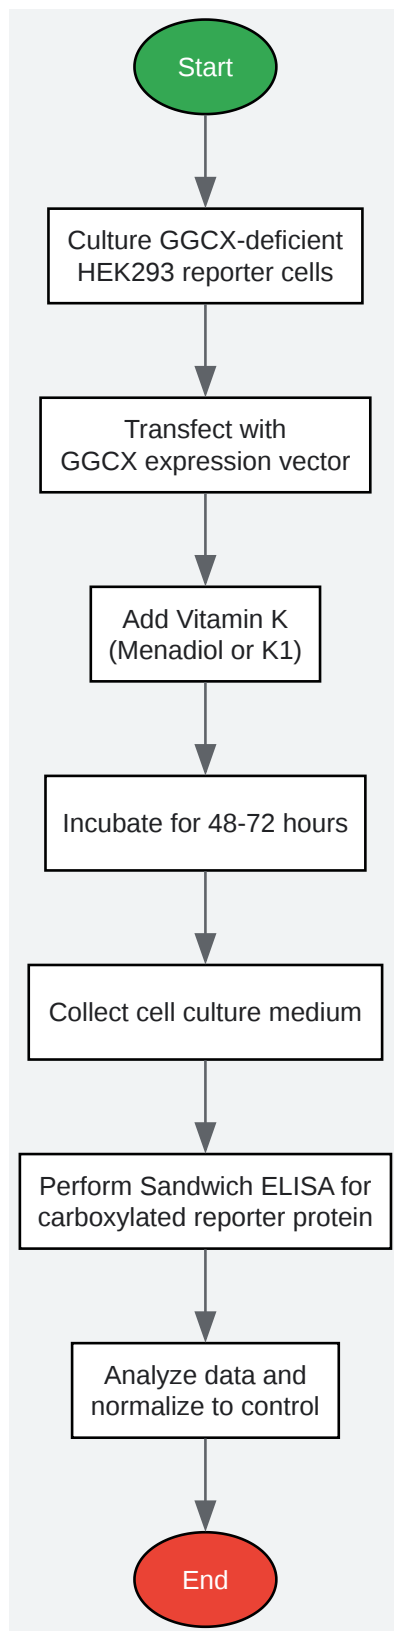 Start
Culture GGCX-deficient
HEK293 reporter cells
Transfect with
GGCX expression vector
Add Vitamin K
(Menadiol or K1)
Incubate for 48-72 hours
Collect cell culture medium
Perform Sandwich ELISA for
carboxylated reporter protein
Analyze data and
normalize to control
End